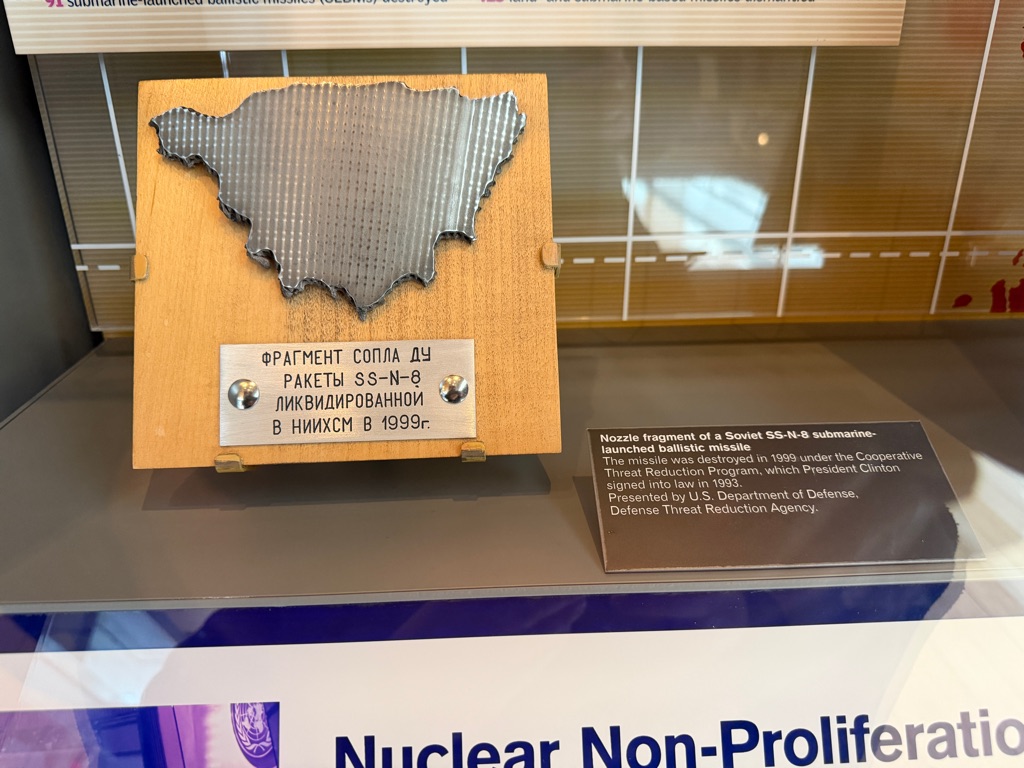 91 submarine-launched ballistic missiles (SLBMs) destroyed
land- and submarine-based missiles dismantled
ФРАГМЕНТ СОПЛА ДУ
РАКЕТЫ SS-N-8
ЛИКВИДИРОВАННОЙ
В НИИХСМ В 1999г.
Nozzle fragment of a Soviet SS-N-8 submarine-
launched ballistic missile
The missile was destroyed in 1999 under the Cooperative
Threat Reduction Program, which President Clinton
signed into law in 1993.
Presented by U.S. Department of Defense,
Defense Threat Reduction Agency.
Nuclear Non-Proliferatio